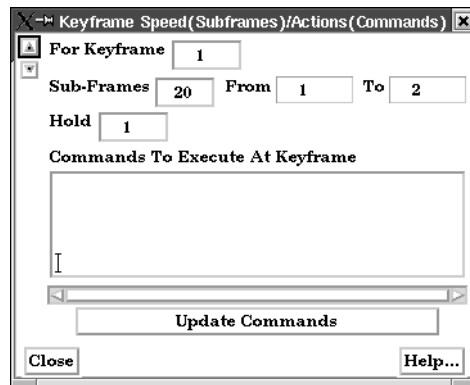 Keyframe Speed(Subframes)/Actions(Commands)
For Keyframe 1
Sub-Frames 20 From 1 To 2
Hold 1
Commands To Execute At Keyframe
Update Commands
Close Help...